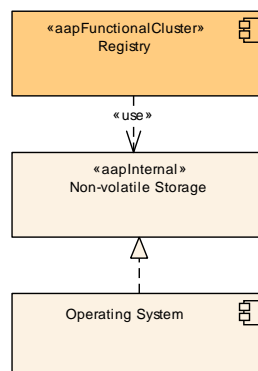 «aapFunctionalCluster»
Registry
«use»
«aapInternal»
Non-volatile Storage
Operating System